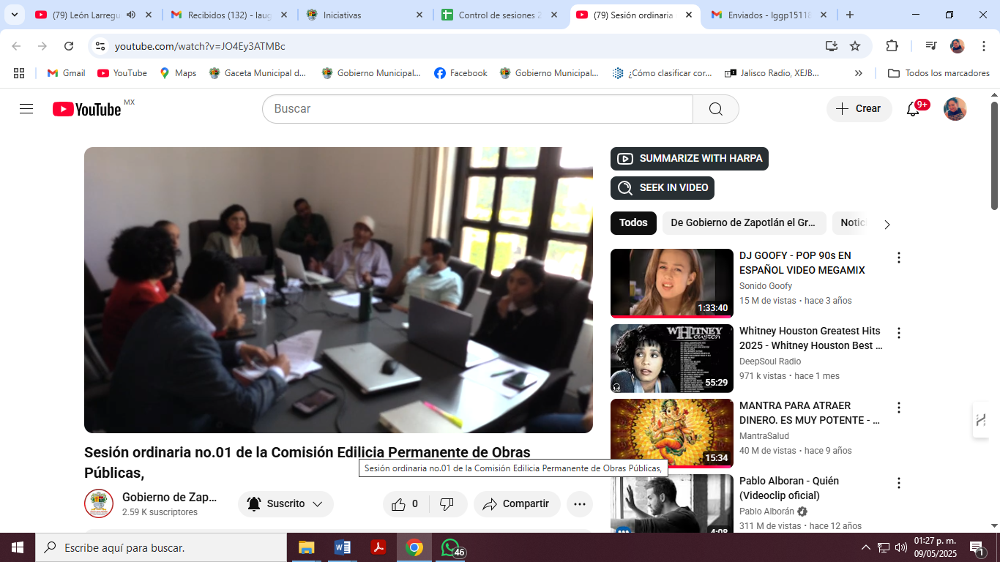 (79) León Larregu
Recibidos (132) - laug
Iniciativas
Control de sesiones 2
(79) Sesión ordinaria
Enviados - lggp15118
youtube.com/watch?v=JO4Ey3ATMBc
Gmail
YouTube
Maps
Gaceta Municipal d...
Gobierno Municipal...
Facebook
Gobierno Municipal...
¿Cómo clasificar cor...
Jalisco Radio, XEJB...
Todos los marcadores
YouTube MX
Buscar
Crear
9+
SUMMARIZE WITH HARPA
SEEK IN VIDEO
Todos
De Gobierno de Zapotlán el Gr...
Notic
DJ GOOFY - POP 90s EN
ESPAÑOL VIDEO MEGAMIX
Sonido Goofy
15 M de vistas • hace 3 años
1:33:40
WHITNEY
Houston
Whitney Houston Greatest Hits
2025 - Whitney Houston Best ...
DeepSoul Radio
971 k vistas • hace 1 mes
55:29
MANTRA PARA ATRAER
DINERO. ES MUY POTENTE - ...
MantraSalud
40 M de vistas • hace 9 años
15:34
Pablo Alboran - Quién
(Videoclip oficial)
Pablo Alborán
311 M de vistas • hace 12 años
4:08
Sesión ordinaria no.01 de la Comisión Edilicia Permanente de Obras
Públicas,
Sesión ordinaria no.01 de la Comisión Edilicia Permanente de Obras Públicas,
Gobierno de Zap...
2.59 K suscriptores
Suscrito
0
Compartir
Escribe aquí para buscar.
46
01:27 p. m.
09/05/2025
1